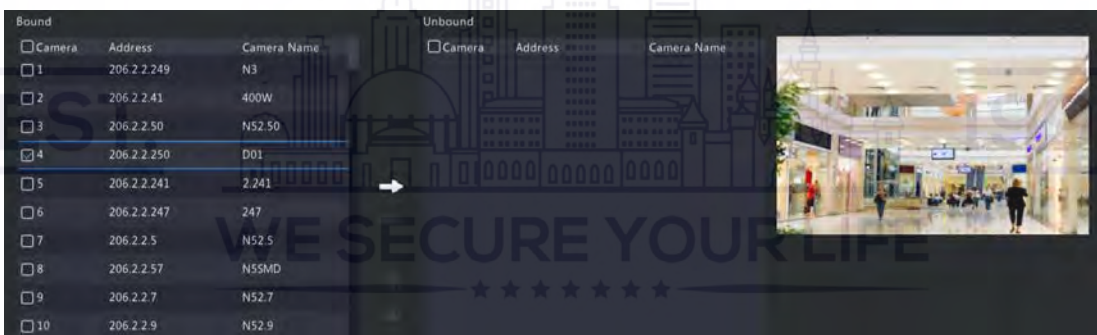 Bound
Unbound
Camera Address Camera Name
Camera Address Camera Name
1 206.2.2.249 N3
2 206.2.2.41 400W
3 206.2.2.50 N52.50
4 206.2.2.250 D01
5 206.2.2.241 2.241
6 206.2.2.247 247
7 206.2.2.5 N52.5
8 206.2.2.57 N5SMD
9 206.2.2.7 N52.7
10 206.2.2.9 N52.9
WE SECURE YOUR LIFE